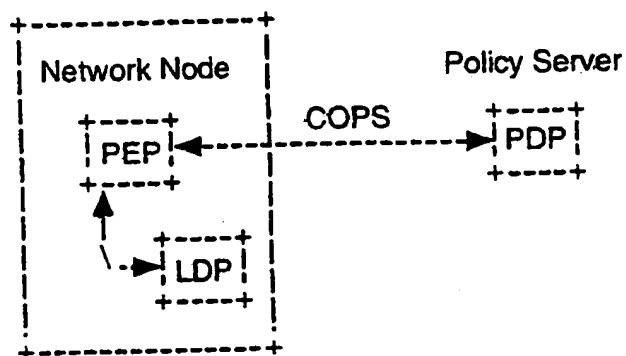 Network Node
Policy Server
COPS
PEP
PDP
LDP